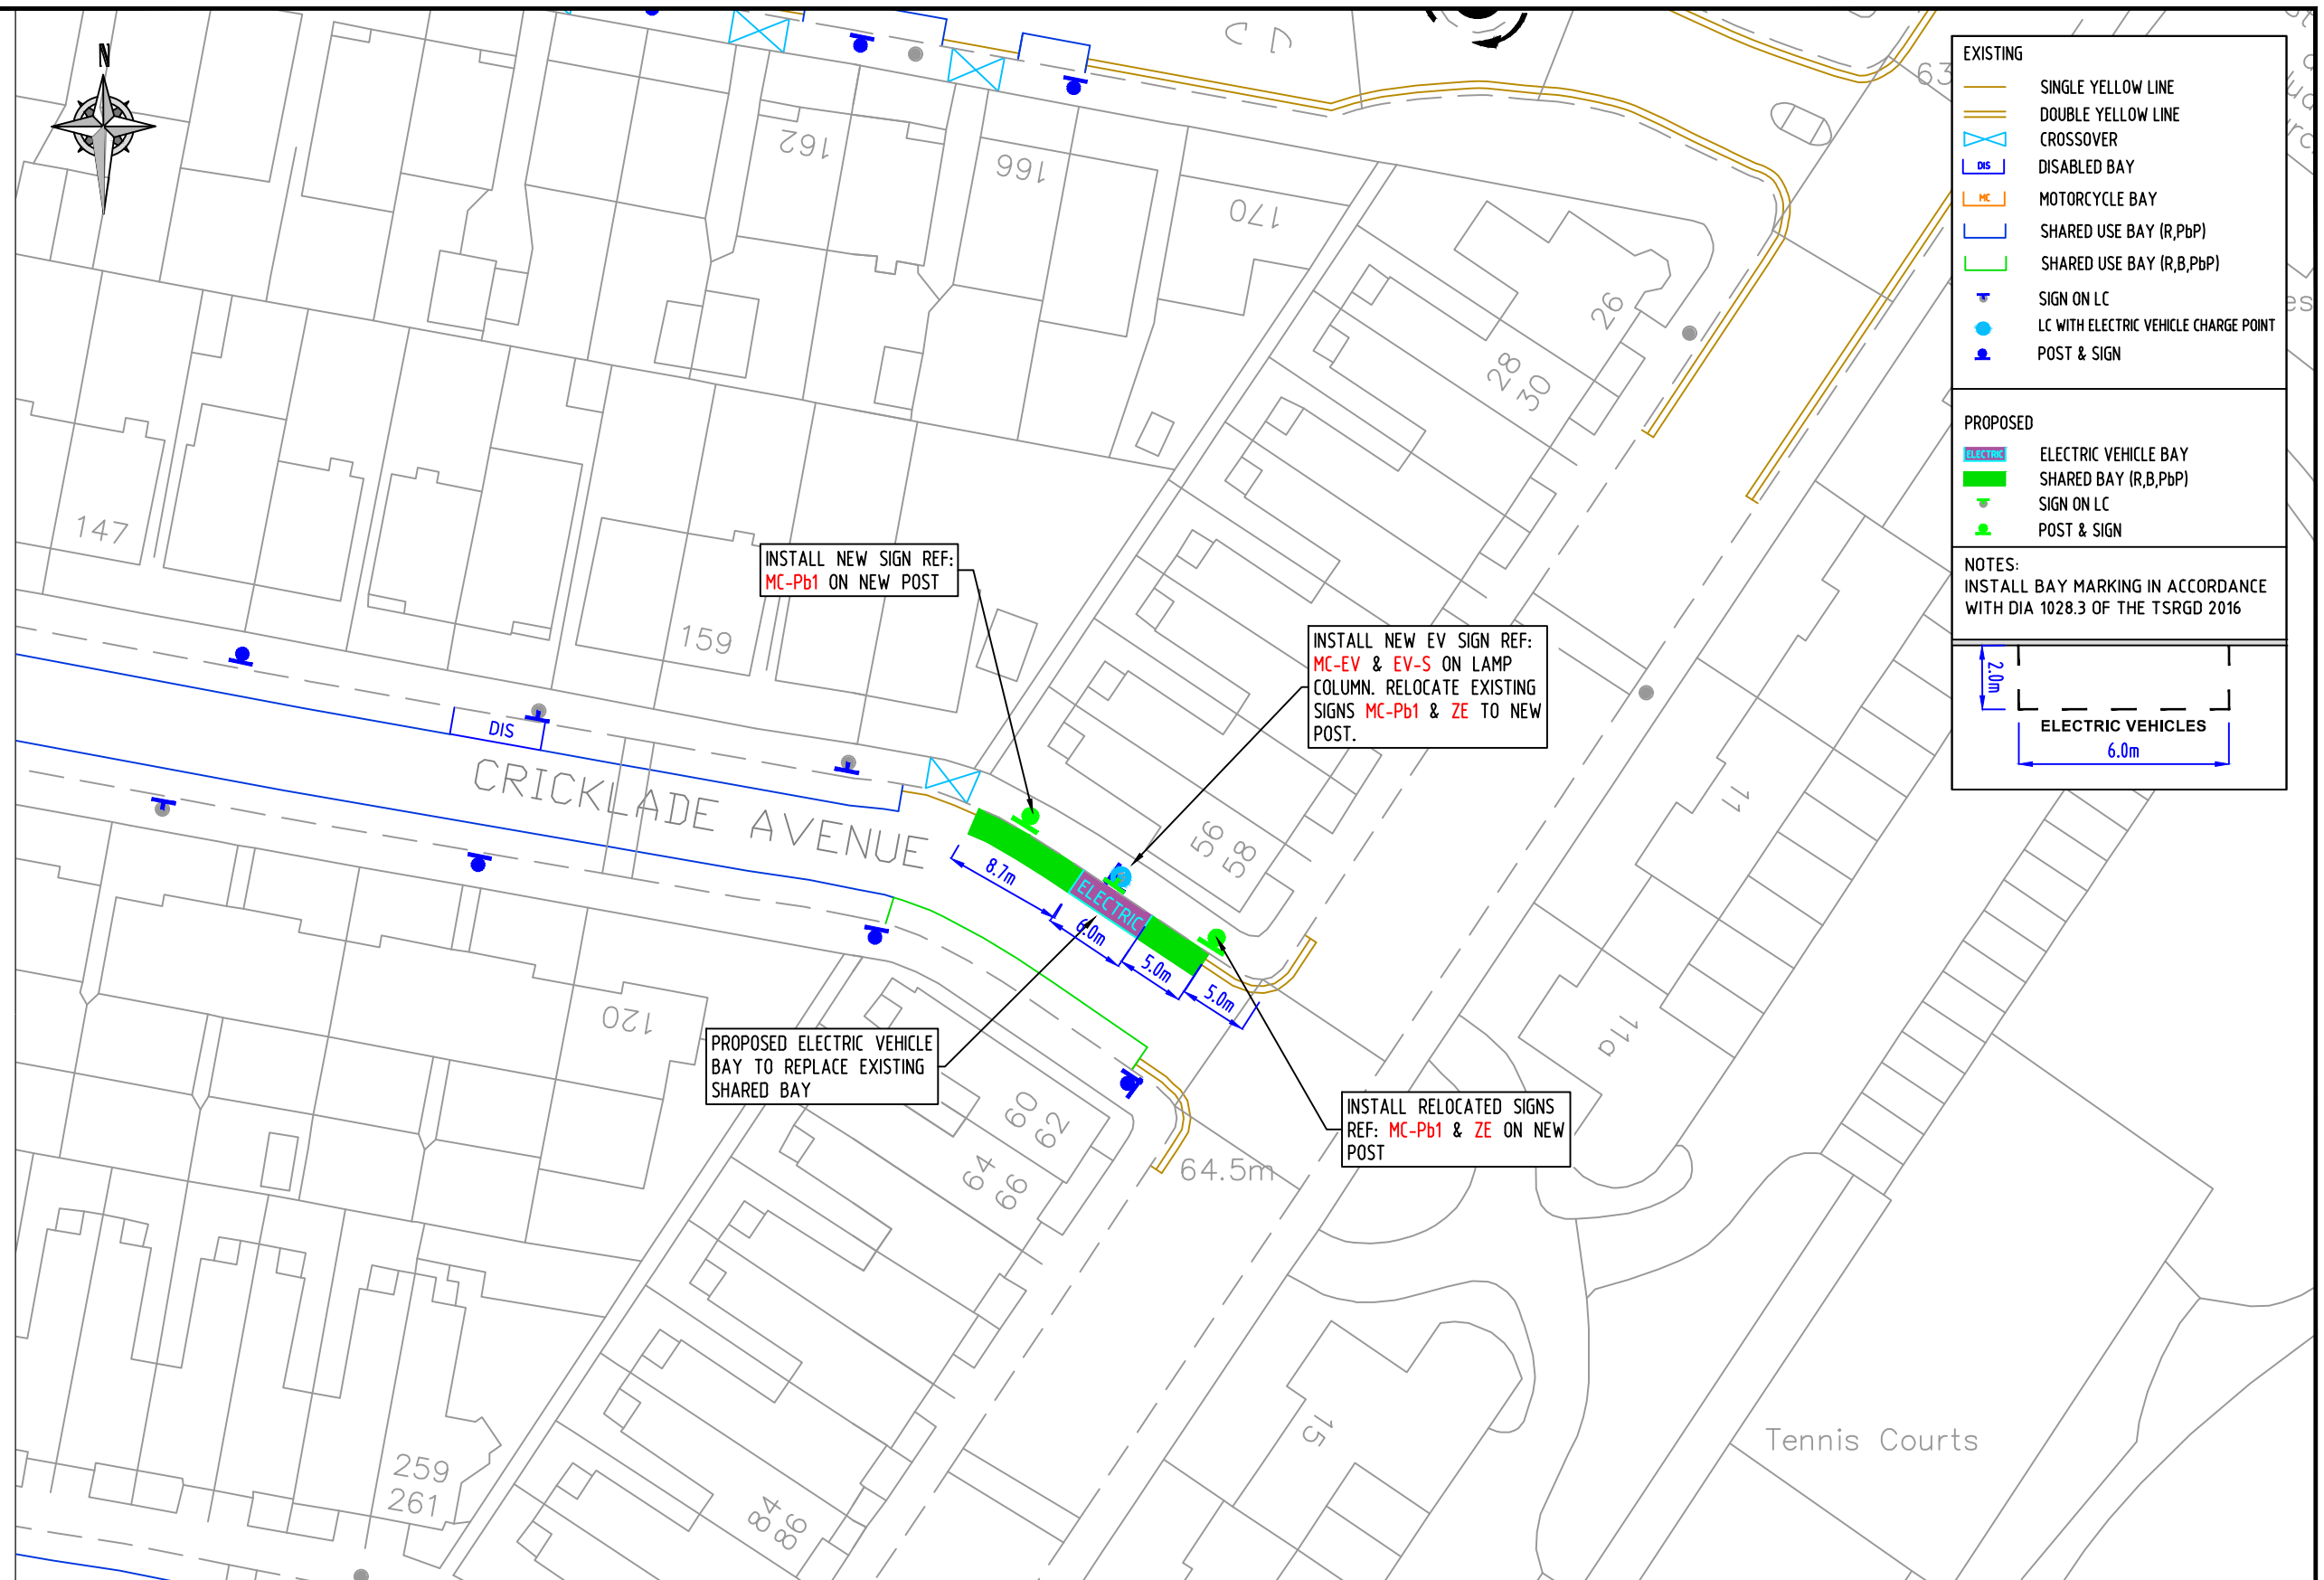 N
162
166
170
26
28
30
147
159
INSTALL NEW SIGN REF:
MC-Pb1 ON NEW POST
INSTALL NEW EV SIGN REF:
MC-EV & EV-S ON LAMP
COLUMN. RELOCATE EXISTING
SIGNS MC-Pb1 & ZE TO NEW
POST.
DIS
CRICKLADE AVENUE
56
58
11
11a
8.7m
ELECTRIC
6.0m
5.0m
5.0m
120
PROPOSED ELECTRIC VEHICLE
BAY TO REPLACE EXISTING
SHARED BAY
60
62
64
66
64.5m
INSTALL RELOCATED SIGNS
REF: MC-Pb1 & ZE ON NEW
POST
259
261
84
86
15
Tennis Courts
EXISTING
SINGLE YELLOW LINE
DOUBLE YELLOW LINE
CROSSOVER
DIS DISABLED BAY
MC MOTORCYCLE BAY
SHARED USE BAY (R,PbP)
SHARED USE BAY (R,B,PbP)
SIGN ON LC
LC WITH ELECTRIC VEHICLE CHARGE POINT
POST & SIGN
PROPOSED
ELECTRIC ELECTRIC VEHICLE BAY
SHARED BAY (R,B,PbP)
SIGN ON LC
POST & SIGN
NOTES:
INSTALL BAY MARKING IN ACCORDANCE
WITH DIA 1028.3 OF THE TSRGD 2016
2.0m
ELECTRIC VEHICLES
6.0m